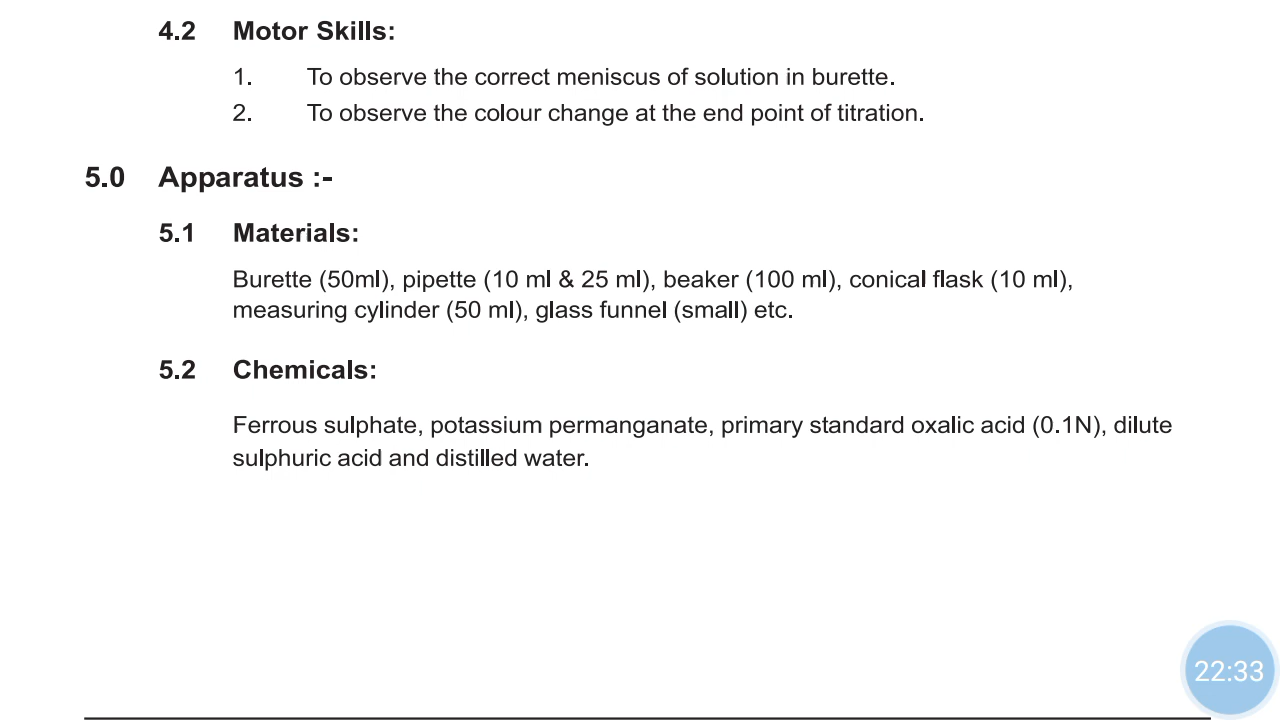 4.2 Motor Skills:
1. To observe the correct meniscus of solution in burette.
2. To observe the colour change at the end point of titration.
5.0 Apparatus :-
5.1 Materials:
Burette (50ml), pipette (10 ml & 25 ml), beaker (100 ml), conical flask (10 ml),
measuring cylinder (50 ml), glass funnel (small) etc.
5.2 Chemicals:
Ferrous sulphate, potassium permanganate, primary standard oxalic acid (0.1N), dilute
sulphuric acid and distilled water.
22:33